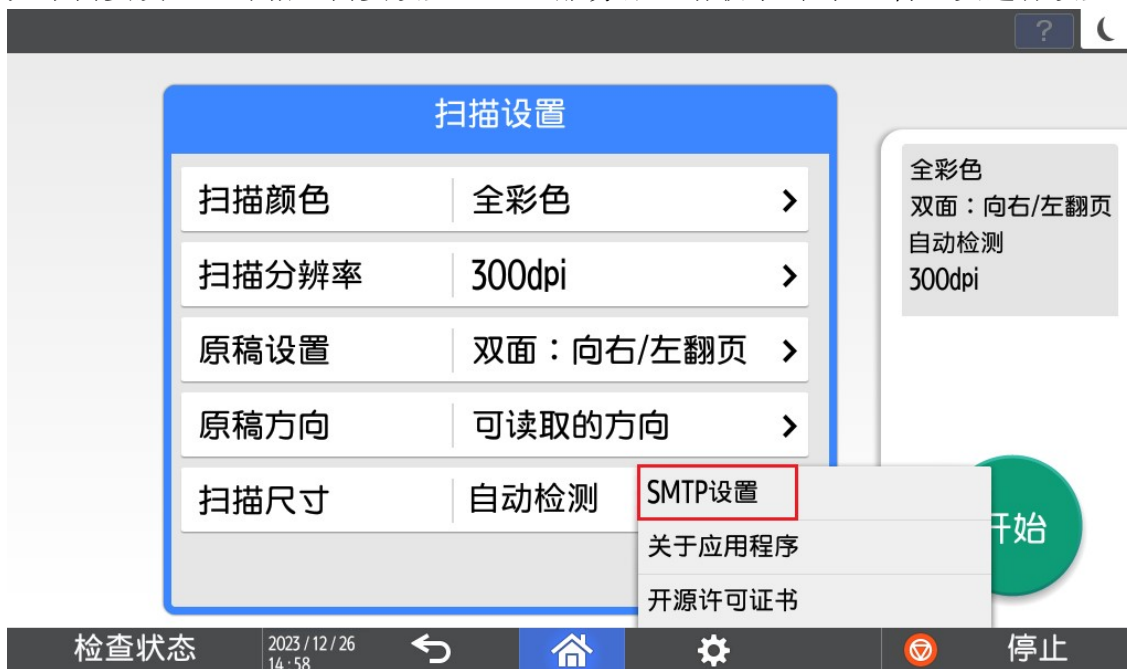 ?
扫描设置
扫描颜色 全彩色
扫描分辨率 300dpi
原稿设置 双面：向右/左翻页
原稿方向 可读取的方向
扫描尺寸 自动检测
全彩色
双面：向右/左翻页
自动检测
300dpi
SMTP设置
关于应用程序
开源许可证书
开始
检查状态
2023/12/26
14:58
停止